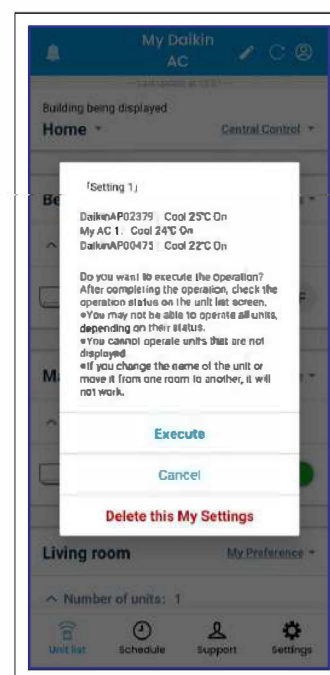 My Daikin
AC
Building being displayed
Home
Central Control
Be
「Setting 1」
DaikinAP02379 Cool 25℃ On
My AC 1 Cool 24℃ On
DaikinAP00475 Cool 22℃ On
Do you want to execute the operation?
After completing the operation, check the
operation status on the unit list screen.
●You may not be able to operate all units,
depending on their status.
●You cannot operate units that are not
displayed
●If you change the name of the unit or
move it from one room to another, it will
not work.
Ma
Execute
Cancel
Delete this My Settings
Living room
My Preference
Number of units: 1
Unit list
Schedule
Support
Settings